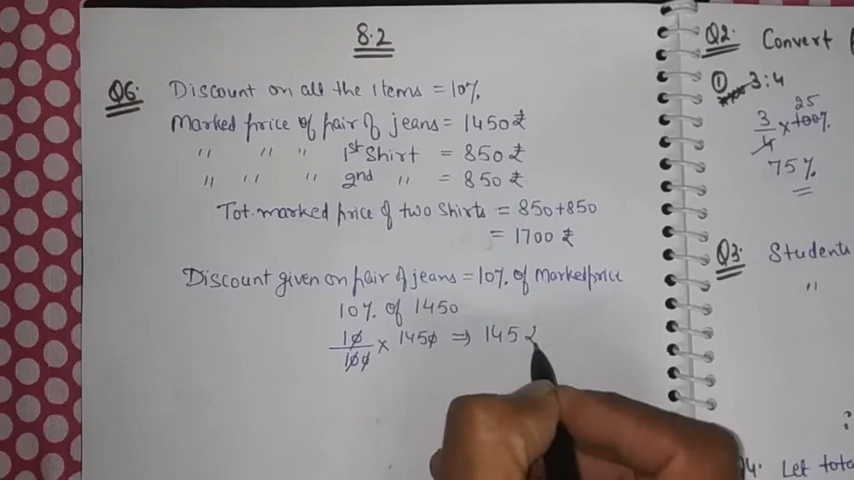 8.2
Q6. Discount on all the items = 10%.
Marked price of pair of jeans = 1450 ₹
" " " 1st Shirt = 850 ₹
" " " 2nd " = 850 ₹
Tot. marked price of two shirts = 850+850
= 1700 ₹
Discount given on pair of jeans = 10% of Marked price
10% of 1450
10/100 × 1450 ⇒ 145
Q2. Convert
① 3:4
3/4 × 100%. 25
75%
Q3. Students
"
:
4. Let tota